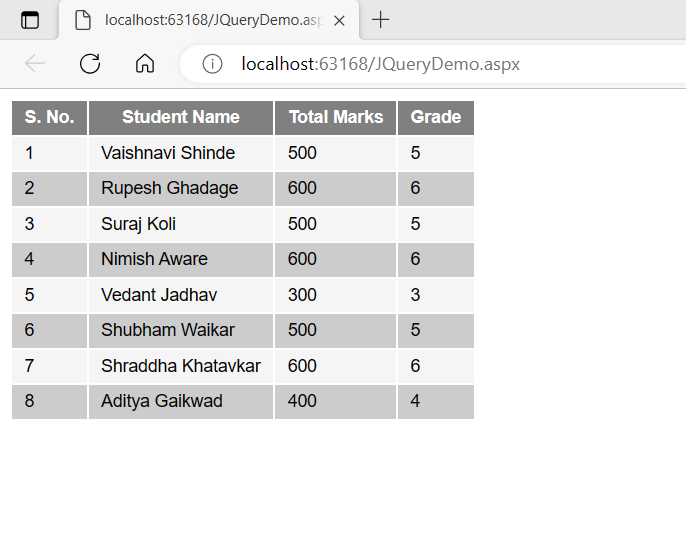 localhost:63168/JQueryDemo.asp
localhost:63168/JQueryDemo.aspx
S. No. Student Name Total Marks Grade
1 Vaishnavi Shinde 500 5
2 Rupesh Ghadage 600 6
3 Suraj Koli 500 5
4 Nimish Aware 600 6
5 Vedant Jadhav 300 3
6 Shubham Waikar 500 5
7 Shraddha Khatavkar 600 6
8 Aditya Gaikwad 400 4